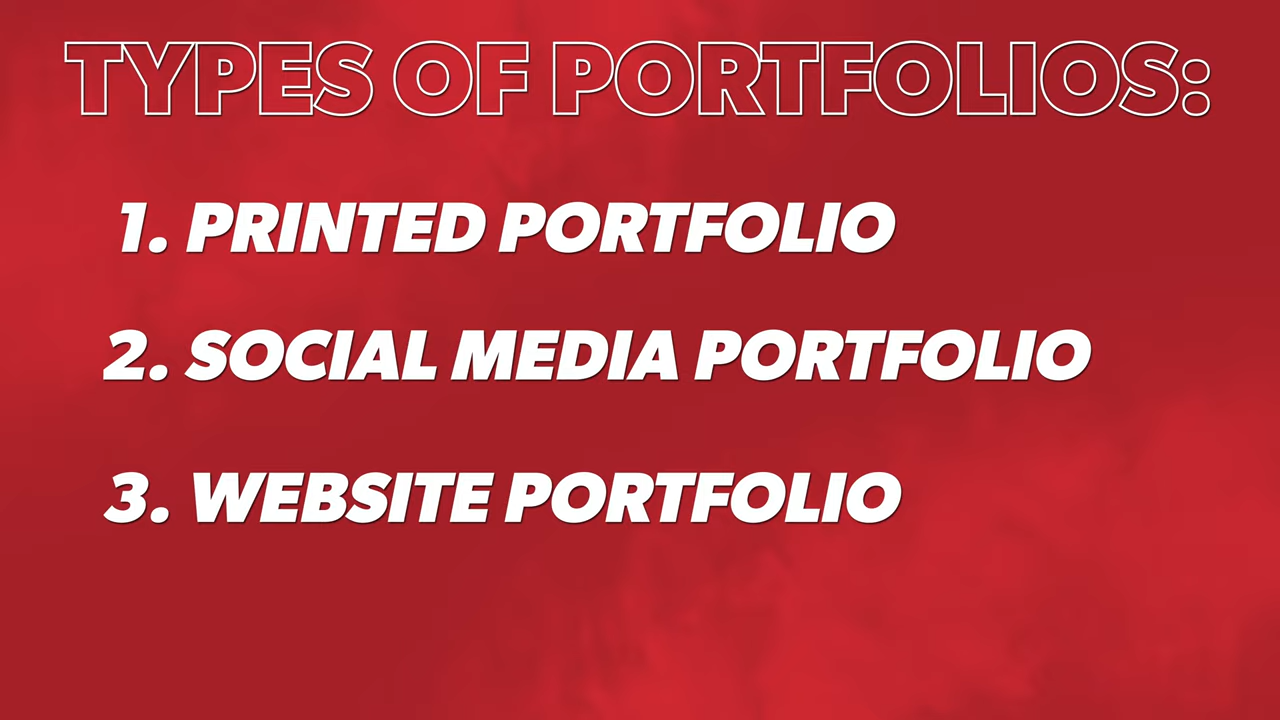 TYPES OF PORTFOLIOS:
1. PRINTED PORTFOLIO
2. SOCIAL MEDIA PORTFOLIO
3. WEBSITE PORTFOLIO